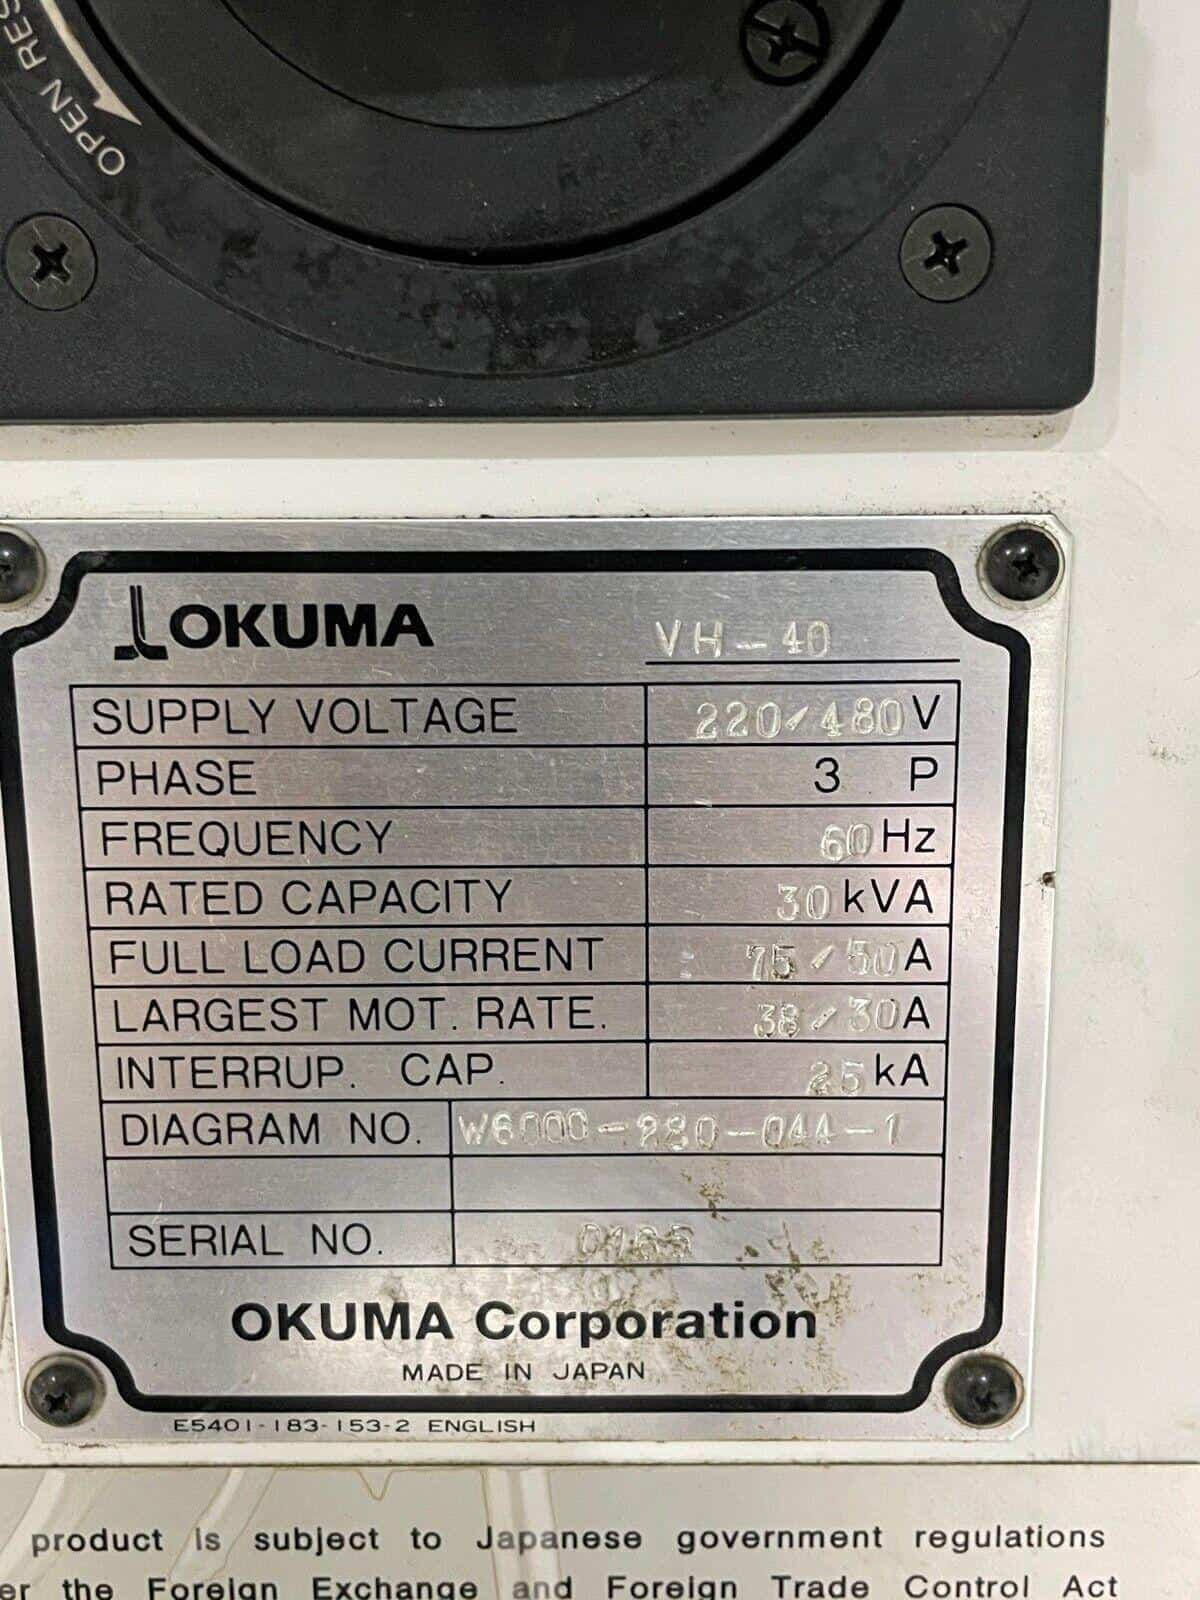 OPEN
OKUMA
VH-40
SUPPLY VOLTAGE 220/480V
PHASE 3 P
FREQUENCY 60Hz
RATED CAPACITY 30kVA
FULL LOAD CURRENT 75/50A
LARGEST MOT. RATE. 38/30A
INTERRUP. CAP. 25kA
DIAGRAM NO. W6000-280-044-1
SERIAL NO.
OKUMA Corporation
MADE IN JAPAN
E5401-183-153-2 ENGLISH
product is subject to Japanese government regulations
the Foreign Exchange and Foreign Trade Control Act